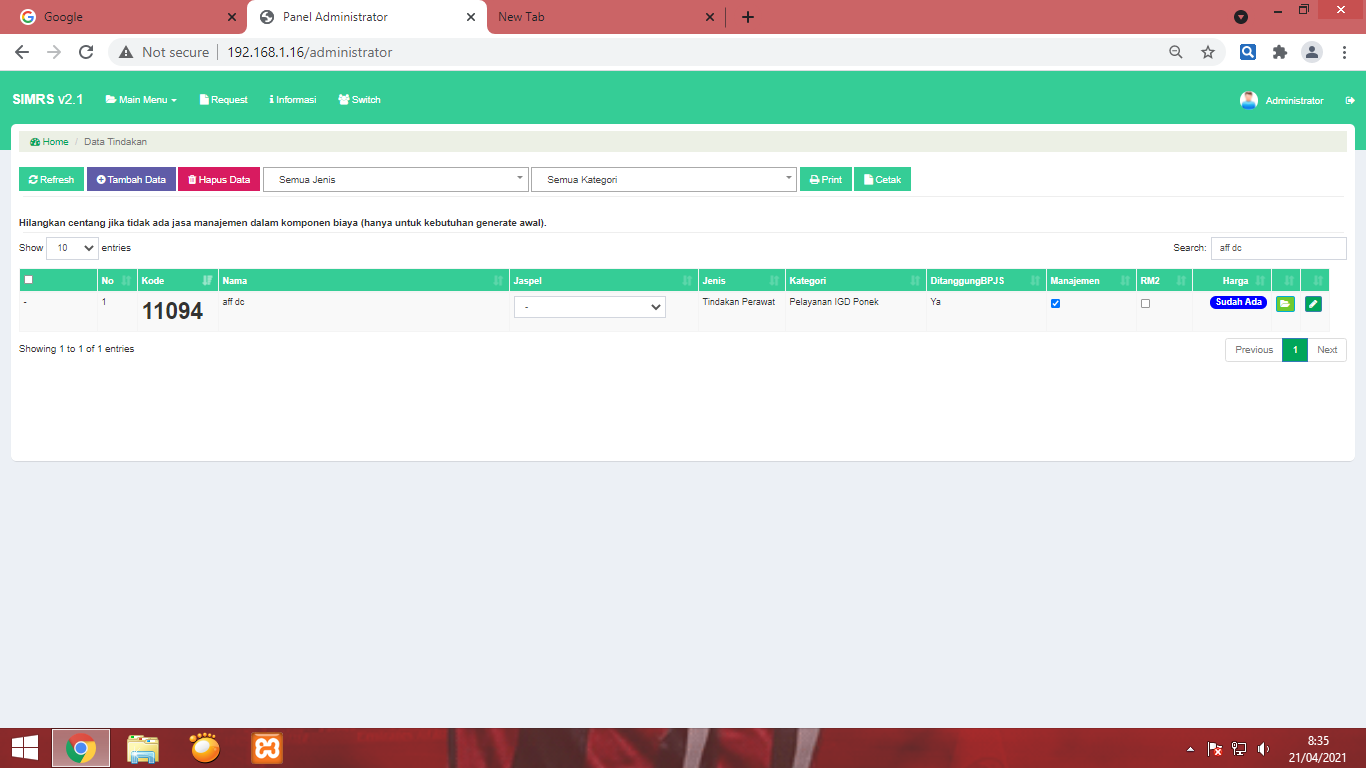 Google
Panel Administrator
New Tab
Not secure 192.168.1.16/administrator
SIMRS v2.1 Main Menu Request Informasi Switch Administrator
Home / Data Tindakan
Refresh Tambah Data Hapus Data Semua Jenis Semua Kategori Print Cetak
Hilangkan centang jika tidak ada jasa manajemen dalam komponen biaya (hanya untuk kebutuhan generate awal).
Show 10 entries Search: aff dc
No Kode Nama Jaspel Jenis Kategori DitanggungBPJS Manajemen RM2 Harga
- 1 11094 aff dc - Tindakan Perawat Pelayanan IGD Ponek Ya Sudah Ada
Showing 1 to 1 of 1 entries Previous 1 Next
8:35
21/04/2021